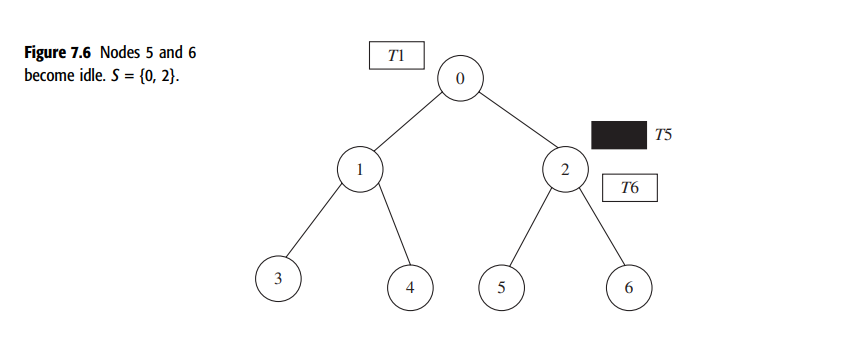 Figure 7.6 Nodes 5 and 6
become idle. S = {0, 2}.
T1
0
T5
1
2
T6
3
4
5
6